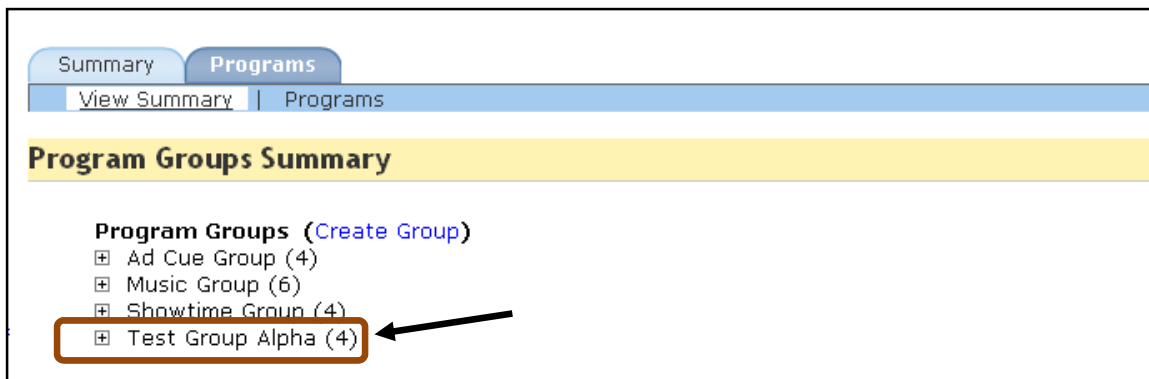 Summary Programs
View Summary | Programs
Program Groups Summary
Program Groups (Create Group)
Ad Cue Group (4)
Music Group (6)
Showtime Group (4)
Test Group Alpha (4)